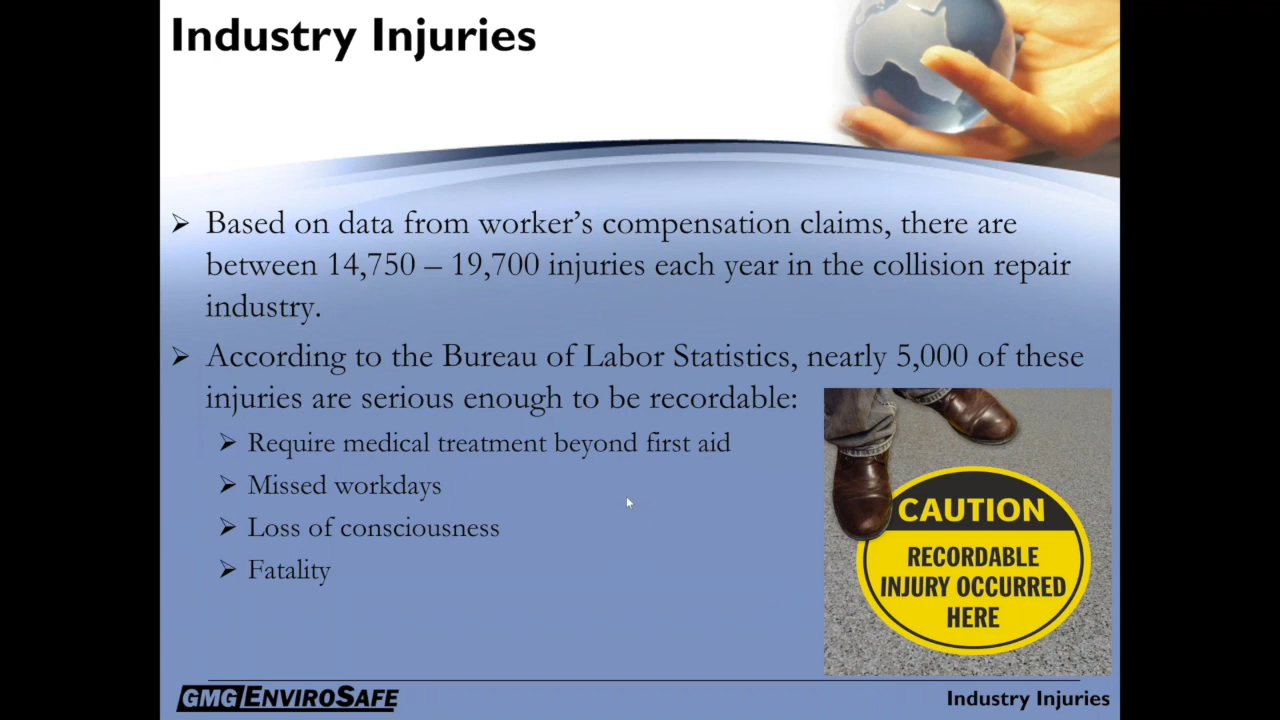 Industry Injuries
Based on data from worker’s compensation claims, there are
between 14,750 – 19,700 injuries each year in the collision repair
industry.
According to the Bureau of Labor Statistics, nearly 5,000 of these
injuries are serious enough to be recordable:
Require medical treatment beyond first aid
Missed workdays
Loss of consciousness
Fatality
CAUTION
RECORDABLE
INJURY OCCURRED
HERE
GMG ENVIROSAFE
Industry Injuries